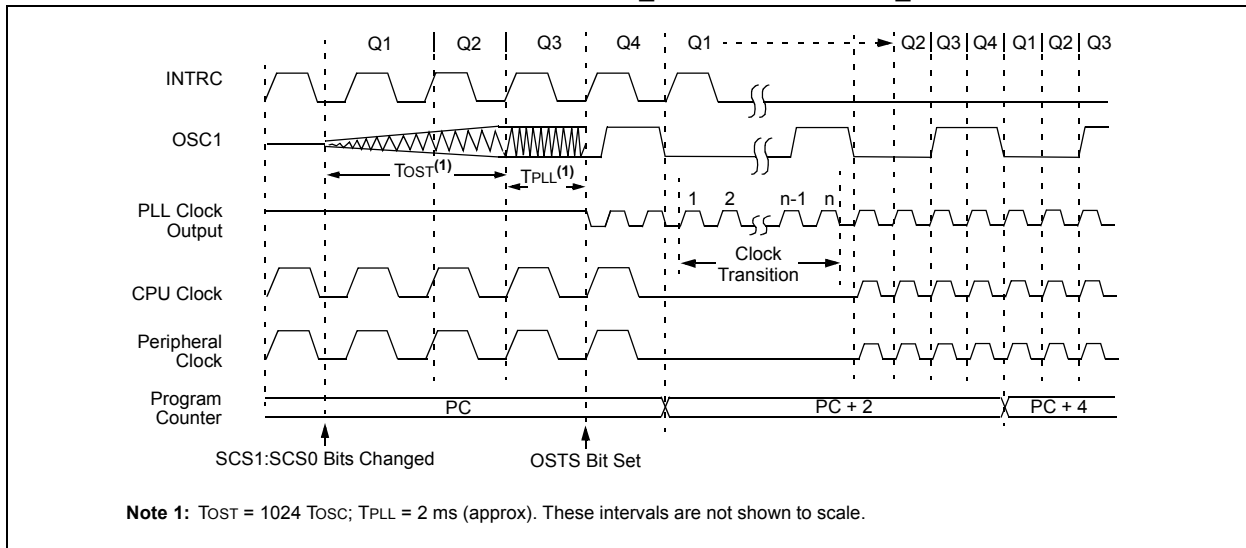 Q1 Q2 Q3 Q4 Q1 Q2 Q3 Q4 Q1 Q2 Q3
INTRC
OSC1
TOST(1)
TPLL(1)
PLL Clock
Output
1 2 n-1 n
Clock
Transition
CPU Clock
Peripheral
Clock
Program
Counter
PC PC + 2 PC + 4
SCS1:SCS0 Bits Changed OSTS Bit Set
Note 1: TOST = 1024 TOSC; TPLL = 2 ms (approx). These intervals are not shown to scale.